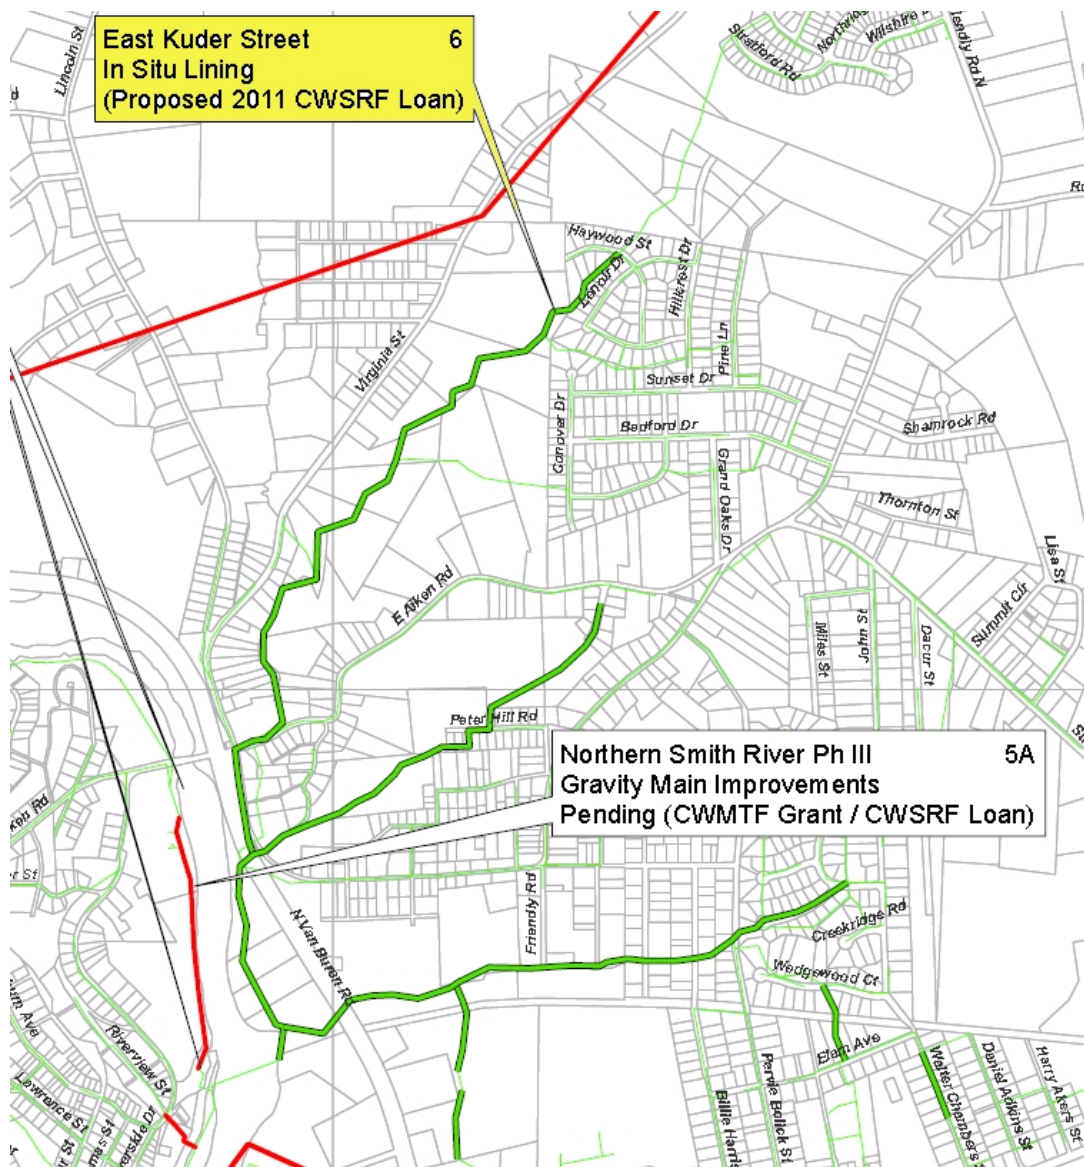 East Kuder Street 6
In Situ Lining
(Proposed 2011 CWSRF Loan)
Lincoln St
Stratford Rd
Wilshire
Haywood St
Lenoir Dr
Hillcrest Dr
Virginia St
Pine Ln
Sunset Dr
Conover Dr
Bedford Dr
Shamrock Rd
Grand Oaks Dr
Thornton St
Lisa St
E Aiken Rd
Summit Cir
Miles St
John St
Dacur St
Peter Hill Rd
Northern Smith River Ph III 5A
Gravity Main Improvements
Pending (CWMTF Grant / CWSRF Loan)
Friendly Rd
Creekridge Rd
N Van Buren Rd
Wedgewood Ct
Elam Ave
Riverview St
Lawrence St
Walter Chambers S
Daniel Adkins St
Harry Akers St
Pervie Bolick St
Billie Harris